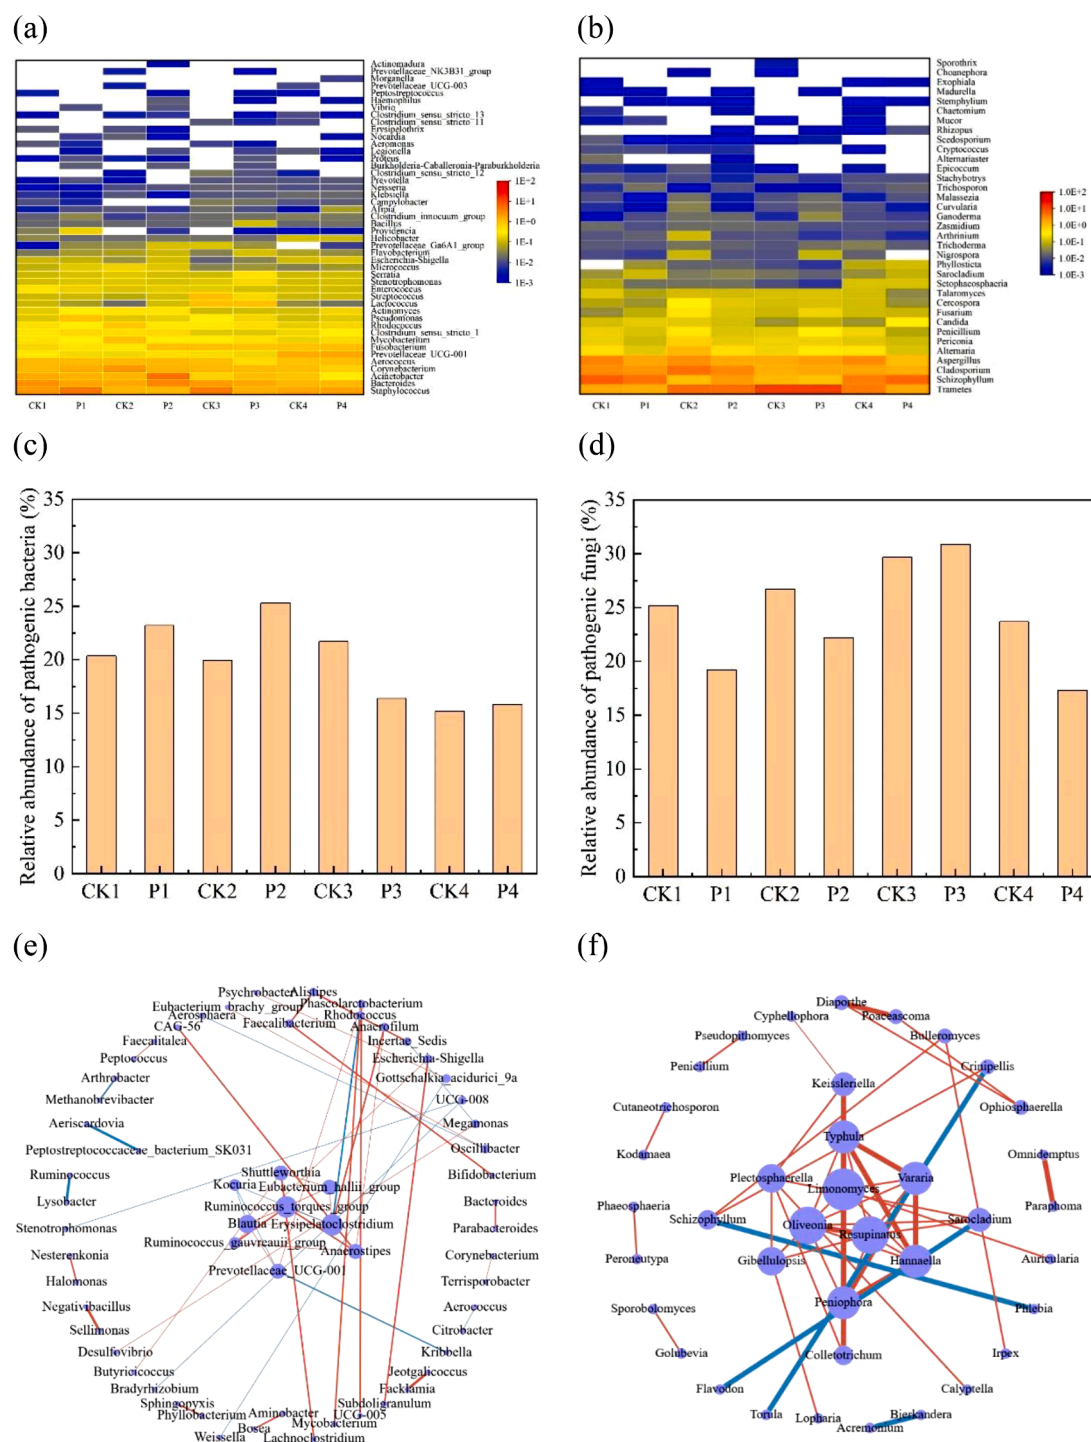 (a)
(b)
Actinomadura
Prevotellaceae_NK3B31_group
Morganella
Prevotellaceae_UCG-003
Peptostreptococcus
Haemophilus
Vibrio
Clostridium_sensu_stricto_13
Clostridium_sensu_stricto_11
Erysipelothrix
Nocardia
Aeromonas
Legionella
Proteus
Burkholderia-Caballeronia-Paraburkholderia
Clostridium_sensu_stricto_12
Prevotella
Neisseria
Klebsiella
Campylobacter
Afipia
Clostridium_innocuum_group
Bacillus
Providencia
Helicobacter
Prevotellaceae_Ga6A1_group
Flavobacterium
Escherichia-Shigella
Micrococcus
Serratia
Stenotrophomonas
Enterococcus
Streptococcus
Lactococcus
Actinomyces
Pseudomonas
Rhodococcus
Clostridium_sensu_stricto_1
Mycobacterium
Fusobacterium
Prevotellaceae_UCG-001
Aerococcus
Corynebacterium
Acinetobacter
Bacteroides
Staphylococcus
1E+2
1E+1
1E+0
1E-1
1E-2
1E-3
CK1 P1 CK2 P2 CK3 P3 CK4 P4
Sporothrix
Choanephora
Exophiala
Madurella
Stemphylium
Chaetomium
Mucor
Rhizopus
Scedosporium
Cryptococcus
Alternariaster
Epicoccum
Stachybotrys
Trichosporon
Malassezia
Curvularia
Ganoderma
Zasmidium
Arthrinium
Trichoderma
Nigrospora
Phyllosticta
Sarocladium
Setophacosphaeria
Talaromyces
Cercospora
Fusarium
Candida
Penicillium
Periconia
Alternaria
Aspergillus
Cladosporium
Schizophyllum
Trametes
1.0E+2
1.0E+1
1.0E+0
1.0E-1
1.0E-2
1.0E-3
CK1 P1 CK2 P2 CK3 P3 CK4 P4
(c)
(d)
Relative abundance of pathogenic bacteria (%)
35
30
25
20
15
10
5
0
CK1 P1 CK2 P2 CK3 P3 CK4 P4
Relative abundance of pathogenic fungi (%)
35
30
25
20
15
10
5
0
CK1 P1 CK2 P2 CK3 P3 CK4 P4
(e)
(f)
Psychrobacter
Alistipes
Eubacterium_brachy_group
Phascolarctobacterium
Aerosphaera
Rhodococcus
CAG-56
Faecalibacterium
Anaerofilum
Faecalitalea
Incertae_Sedis
Peptococcus
Escherichia-Shigella
Arthrobacter
Gottschalkia_acidurici_9a
Methanobrevibacter
UCG-008
Aeriscardovia
Megamonas
Peptostreptococcaceae_bacterium_SK031
Oscillibacter
Ruminococcus
Shuttleworthia
Bifidobacterium
Kocuria
Eubacterium_hallii_group
Lysobacter
Bacteroides
Ruminococcus_torques_group
Stenotrophomonas
Blautia
Erysipelatoclostridium
Parabacteroides
Ruminococcus_gauvreauii_group
Nesterenkonia
Anaerostipes
Corynebacterium
Prevotellaceae_UCG-001
Halomonas
Terrisporobacter
Negativibacillus
Aerococcus
Sellimonas
Citrobacter
Desulfovibrio
Kribbella
Butyricicoccus
Jeotgalicoccus
Bradyrhizobium
Facklamia
Sphingopyxis
Subdoligranulum
Phyllobacterium
Aminobacter
UCG-005
Bosea
Mycobacterium
Weissella
Lachnoclostridium
Diaporthe
Cyphellophora
Poaceascoma
Pseudopithomyces
Bulleromyces
Penicillium
Crinipellis
Keissleriella
Cutaneotrichosporon
Ophiosphaerella
Typhula
Kodamaea
Omnidemptus
Plectosphaerella
Vararia
Limonomyces
Phaeosphaeria
Paraphoma
Schizophyllum
Oliveonia
Sarocladium
Resupinatus
Peroneutypa
Gibellulopsis
Hannaella
Auricularia
Peniophora
Sporobolomyces
Phlebia
Golubevia
Colletotrichum
Irpex
Flavodon
Calyptella
Torula
Lopharia
Bjerkandera
Acremonium